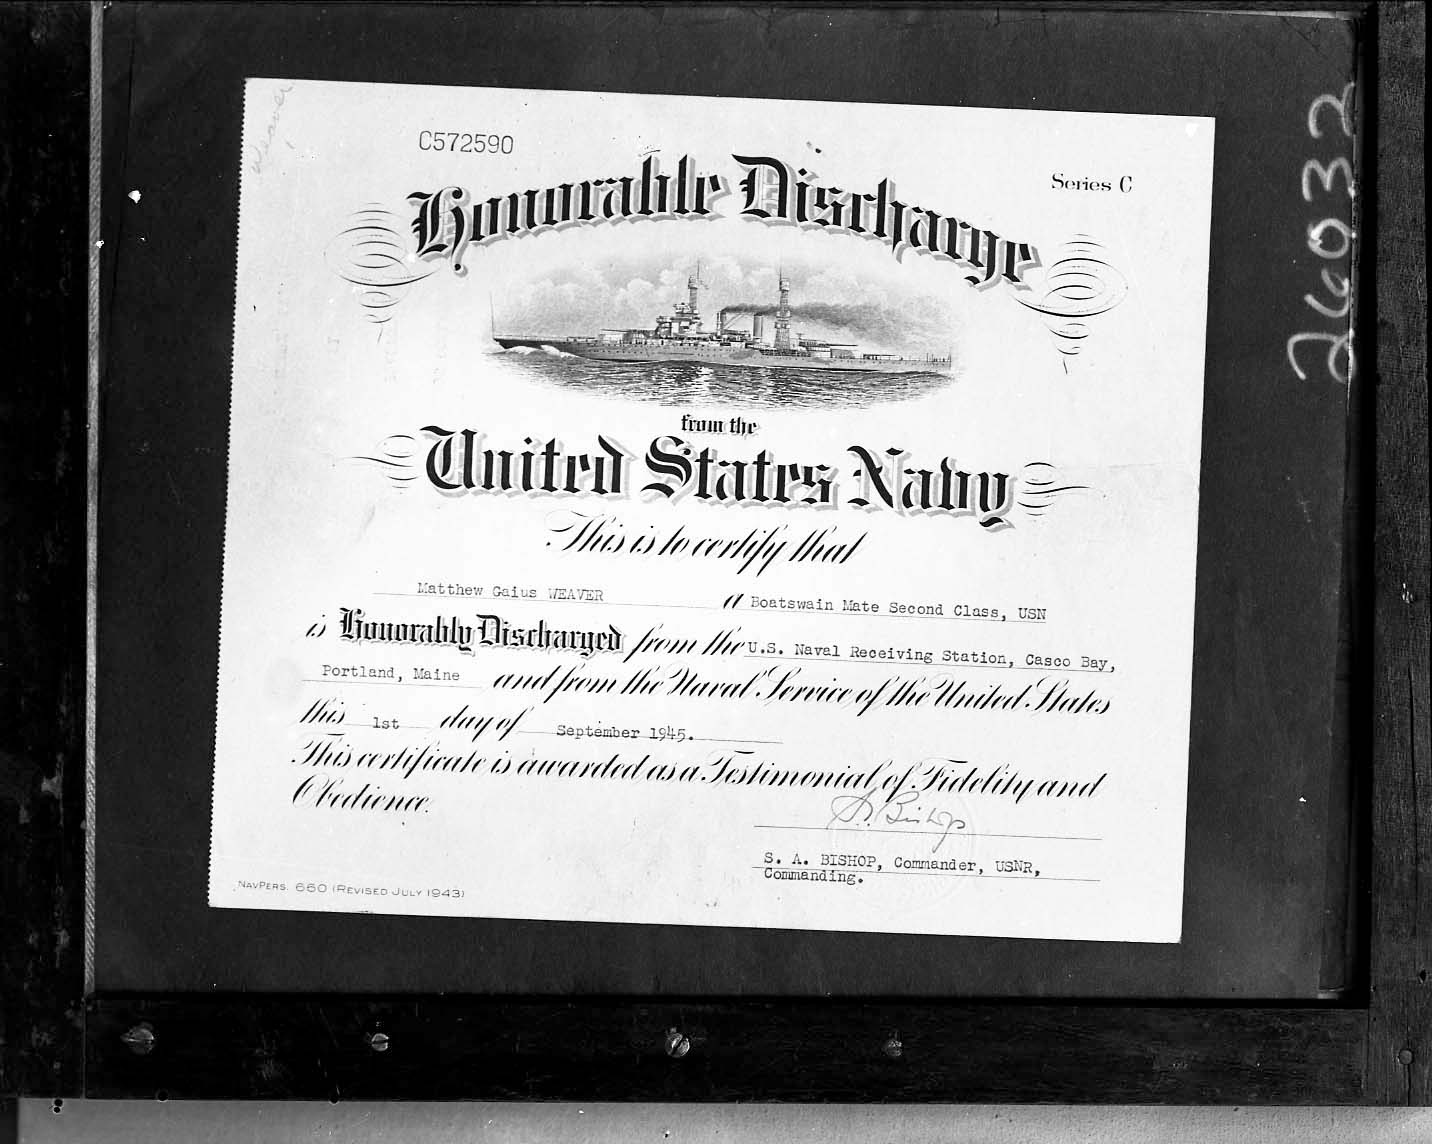 Weaver
C572590
Series C
Honorable Discharge
from the
United States Navy
This is to certify that
Matthew Gaius WEAVER a Boatswain Mate Second Class, USN
is Honorably Discharged from the U.S. Naval Receiving Station, Casco Bay,
Portland, Maine and from the Naval Service of the United States
this 1st day of September 1945.
This certificate is awarded as a Testimonial of Fidelity and
Obedience.
S. A. Bishop
S. A. BISHOP, Commander, USNR,
Commanding.
NAVPERS. 660 (REVISED JULY 1943)
26032